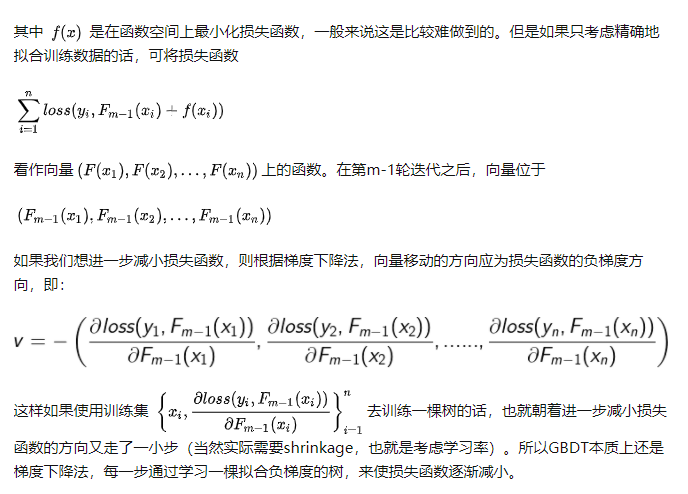 其中 f(x) 是在函数空间上最小化损失函数，一般来说这是比较难做到的。但是如果只考虑精确地
拟合训练数据的话，可将损失函数
\sum_{i=1}^{n} loss(y_i, F_{m-1}(x_i) + f(x_i))
看作向量 (F(x_1), F(x_2), ..., F(x_n)) 上的函数。在第m-1轮迭代之后，向量位于
(F_{m-1}(x_1), F_{m-1}(x_2), ..., F_{m-1}(x_n))
如果我们想进一步减小损失函数，则根据梯度下降法，向量移动的方向应为损失函数的负梯度方
向，即：
v = -\left( \frac{\partial loss(y_1, F_{m-1}(x_1))}{\partial F_{m-1}(x_1)}, \frac{\partial loss(y_2, F_{m-1}(x_2))}{\partial F_{m-1}(x_2)}, ......, \frac{\partial loss(y_n, F_{m-1}(x_n))}{\partial F_{m-1}(x_n)} \right)
这样如果使用训练集 \left\{ x_i, \frac{\partial loss(y_i, F_{m-1}(x_i))}{\partial F_{m-1}(x_i)} \right\}_{i-1}^{n} 去训练一棵树的话，也就朝着进一步减小损失
函数的方向又走了一小步（当然实际需要shrinkage，也就是考虑学习率）。所以GBDT本质上还是
梯度下降法，每一步通过学习一棵拟合负梯度的树，来使损失函数逐渐减小。